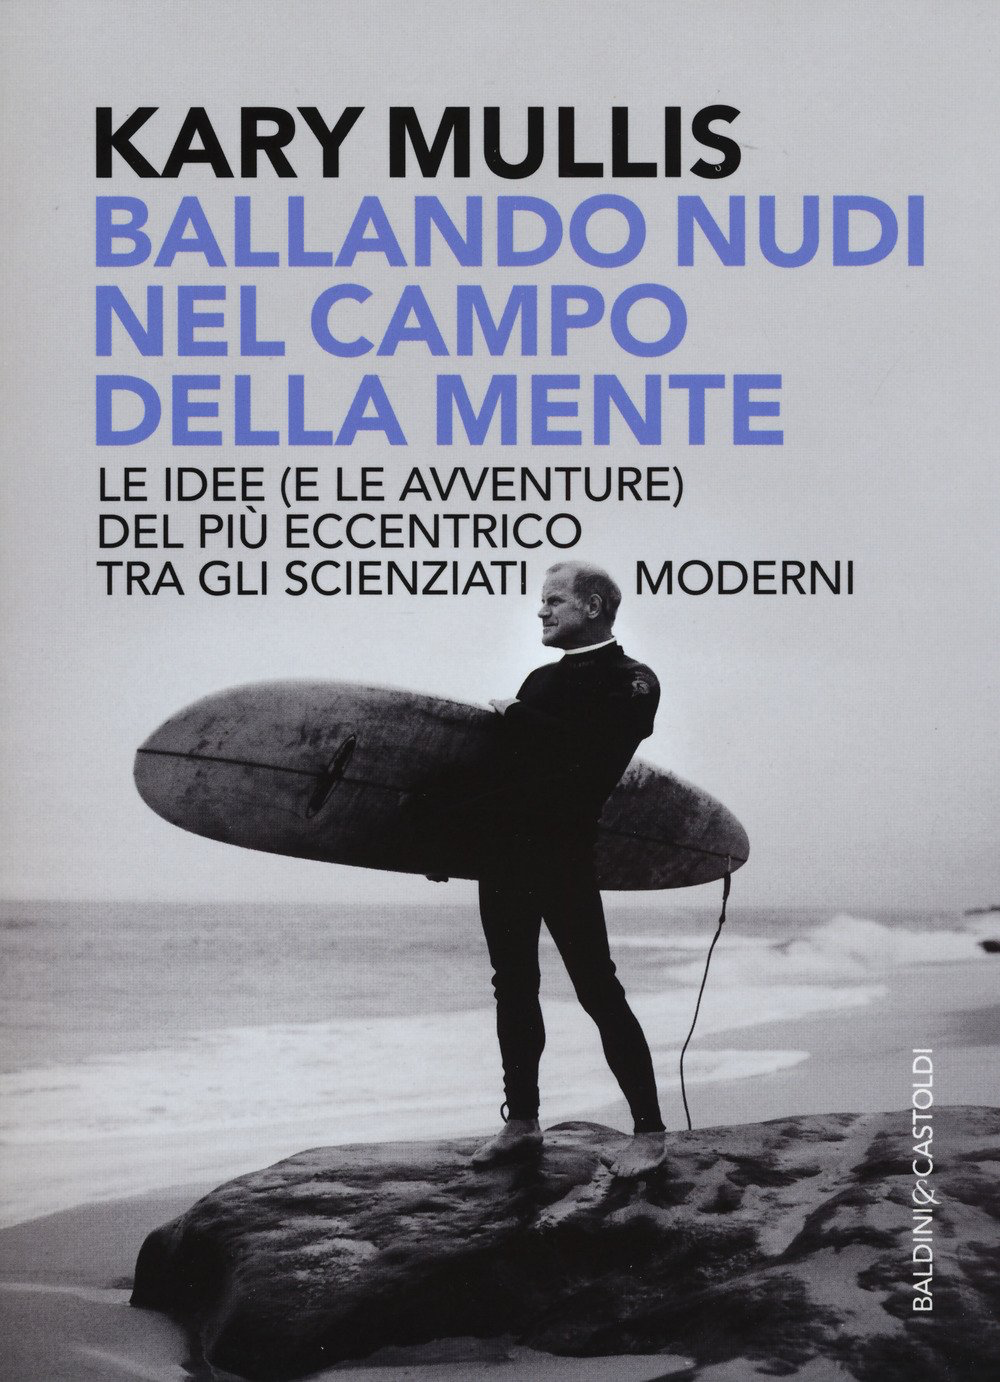 KARY MULLIS
BALLANDO NUDI
NEL CAMPO
DELLA MENTE
LE IDEE (E LE AVVENTURE)
DEL PIÙ ECCENTRICO
TRA GLI SCIENZIATI MODERNI
BALDINI&CASTOLDI